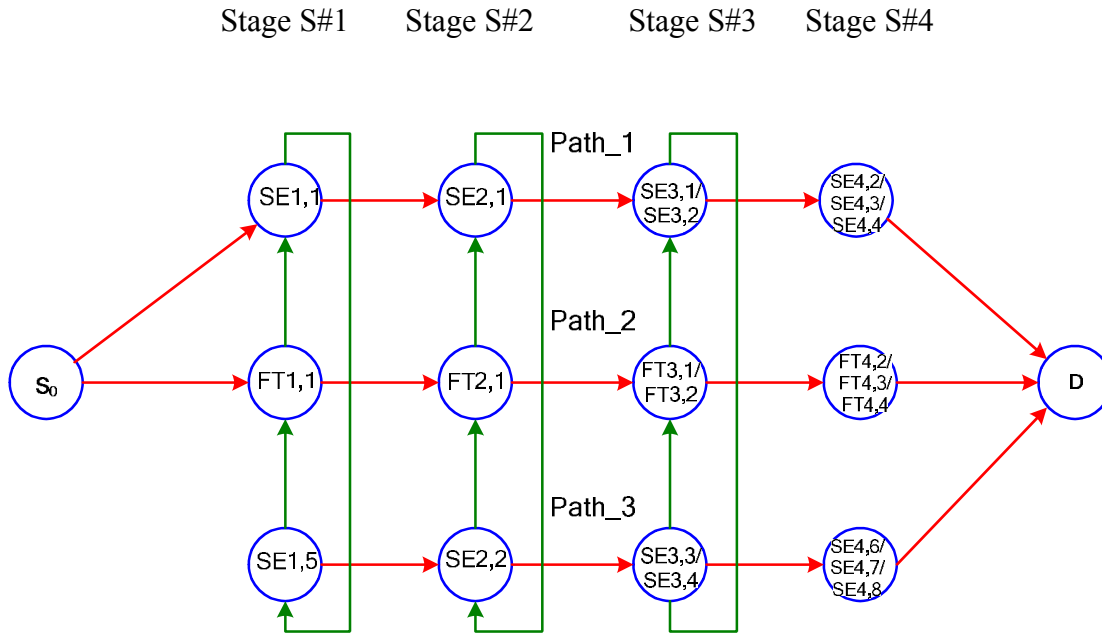 Stage S#1 Stage S#2 Stage S#3 Stage S#4
Path_1
SE1,1
SE2,1
SE3,1/
SE3,2
SE4,2/
SE4,3/
SE4,4
Path_2
S0
FT1,1
FT2,1
FT3,1/
FT3,2
FT4,2/
FT4,3/
FT4,4
D
Path_3
SE1,5
SE2,2
SE3,3/
SE3,4
SE4,6/
SE4,7/
SE4,8